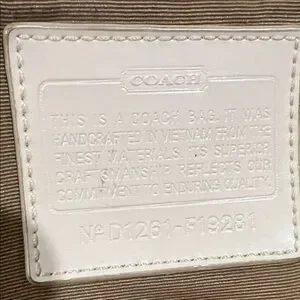 COACH
THIS IS A COACH BAG. IT WAS
HANDCRAFTED IN VIETNAM FROM THE
FINEST MATERIALS. ITS SUPERIOR
CRAFTSMANSHIP REFLECTS OUR
COMMITMENT TO ENDURING QUALITY.
Nº D1261-F19281